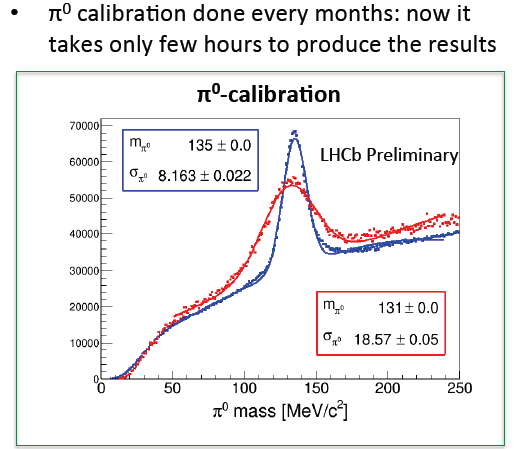 • π⁰ calibration done every months: now it
takes only few hours to produce the results
π⁰-calibration
70000
60000
50000
40000
30000
20000
10000
0
m_π⁰ 135 ± 0.0
σ_π⁰ 8.163 ± 0.022
LHCb Preliminary
m_π⁰ 131± 0.0
σ_π⁰ 18.57 ± 0.05
0 50 100 150 200 250
π⁰ mass [MeV/c²]